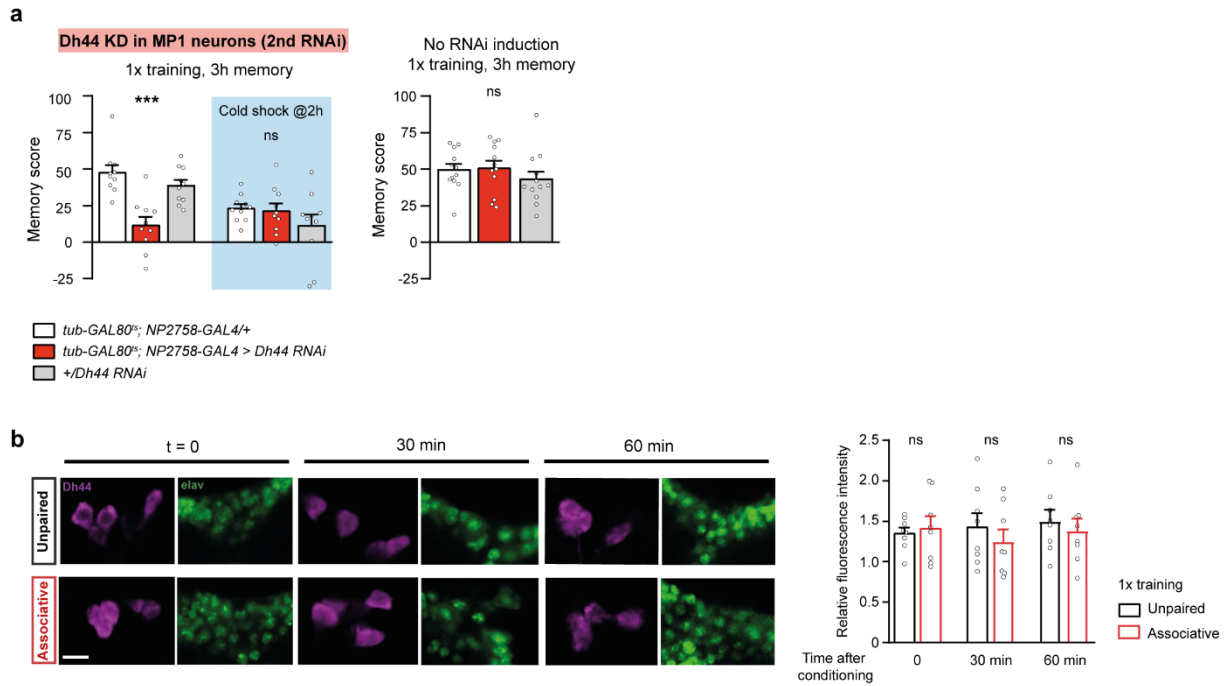 a
Dh44 KD in MP1 neurons (2nd RNAi)
1x training, 3h memory
No RNAi induction
1x training, 3h memory
Memory score
100
75
50
25
0
-25
***
Cold shock @2h
ns
Memory score
100
75
50
25
0
-25
ns
tub-GAL80ts; NP2758-GAL4/+
tub-GAL80ts; NP2758-GAL4 > Dh44 RNAi
+/Dh44 RNAi
b
t = 0
30 min
60 min
Unpaired
Dh44
elav
Associative
Relative fluorescence intensity
2.5
2.0
1.5
1.0
0.5
0
ns
ns
ns
Time after
conditioning
0
30 min
60 min
1x training
Unpaired
Associative